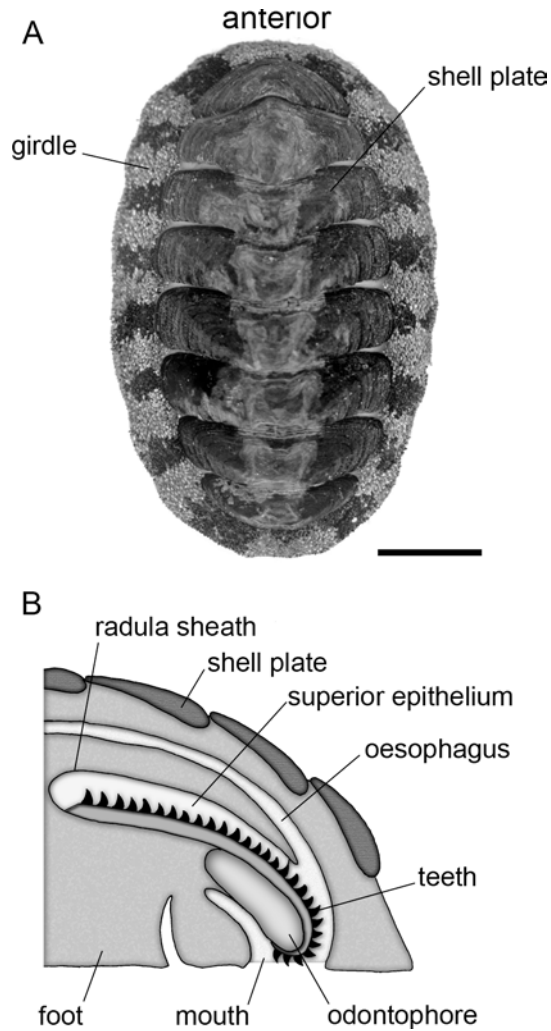 A
anterior
shell plate
girdle
B
radula sheath
shell plate
superior epithelium
oesophagus
teeth
foot
mouth
odontophore